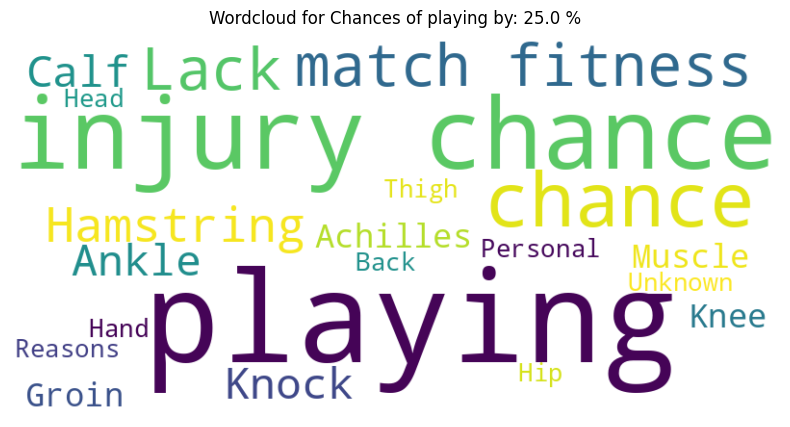 Wordcloud for Chances of playing by: 25.0 %
Calf Lack match fitness
Head
injury chance
Thigh chance
Hamstring Achilles Personal Muscle
Ankle Back Unknown
playing
Hand Knee
Reasons
Groin Knock Hip